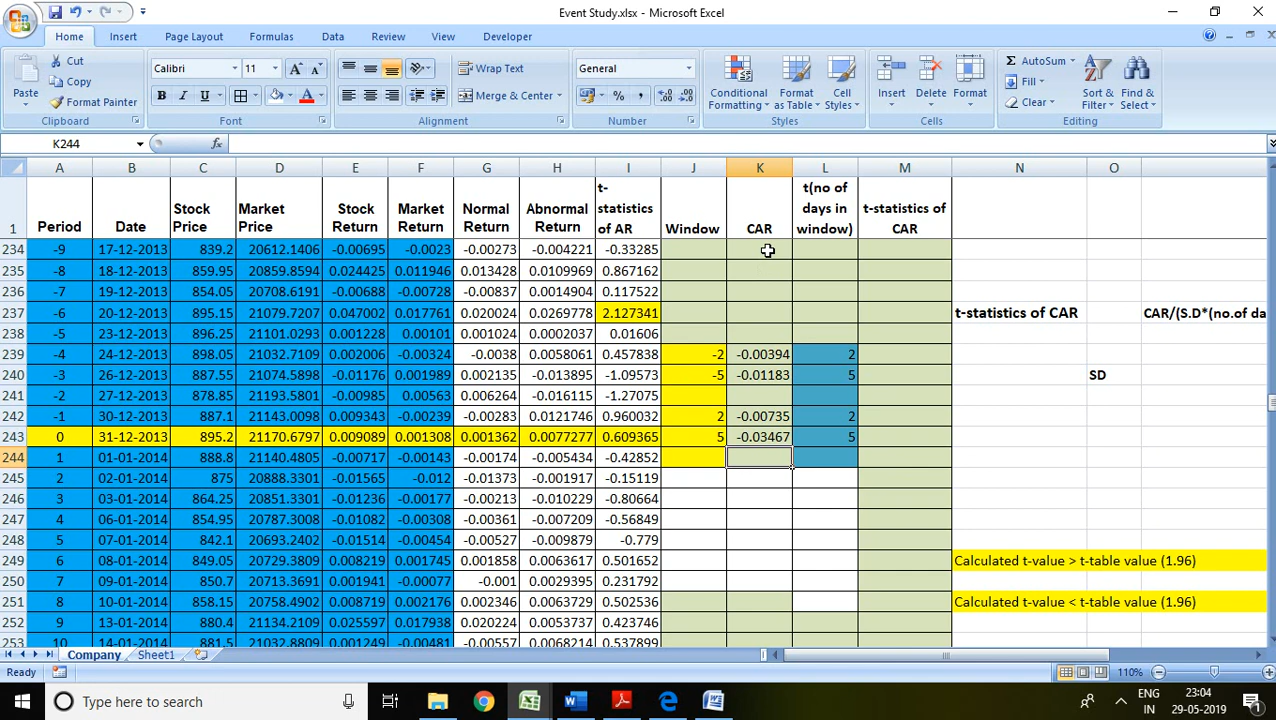 Event Study.xlsx - Microsoft Excel
Home Insert Page Layout Formulas Data Review View Developer
Paste Cut Copy Format Painter Clipboard
Calibri 11 A A B I U A Font
Wrap Text Merge & Center Alignment
General % , Number
Conditional Formatting Format as Table Cell Styles Styles
Insert Delete Format Cells
Σ AutoSum Fill Clear Sort & Filter Find & Select Editing
K244 fx
A B C D E F G H I J K L M N O
1 Period Date Stock Price Market Price Stock Return Market Return Normal Return Abnormal Return t-statistics of AR Window CAR t(no of days in window) t-statistics of CAR
234 -9 17-12-2013 839.2 20612.1406 -0.00695 -0.0023 -0.00273 -0.004221 -0.33285
235 -8 18-12-2013 859.95 20859.8594 0.024425 0.011946 0.013428 0.0109969 0.867162
236 -7 19-12-2013 854.05 20708.6191 -0.00686 -0.00728 -0.00837 0.0014904 0.117522
237 -6 20-12-2013 895.15 21079.7207 0.047002 0.017761 0.020024 0.0269778 2.127341 t-statistics of CAR CAR/(S.D*(no.of da
238 -5 23-12-2013 896.25 21101.0293 0.001228 0.00101 0.001024 0.0002037 0.01606
239 -4 24-12-2013 898.05 21032.7109 0.002006 -0.00324 -0.0038 0.0058061 0.457838 -2 -0.00394 2
240 -3 26-12-2013 887.55 21074.5898 -0.01176 0.001989 0.002135 -0.013895 -1.09573 -5 -0.01183 5 SD
241 -2 27-12-2013 878.85 21193.5801 -0.00985 0.00563 0.006264 -0.016115 -1.27075
242 -1 30-12-2013 887.1 21143.0098 0.009343 -0.00239 -0.00283 0.0121746 0.960032 2 -0.00735 2
243 0 31-12-2013 895.2 21170.6797 0.009089 0.001308 0.001362 0.0077277 0.609365 5 -0.03467 5
244 1 01-01-2014 888.8 21140.4805 -0.00717 -0.00143 -0.00174 -0.005434 -0.42852
245 2 02-01-2014 875 20888.3301 -0.01565 -0.012 -0.01373 -0.001917 -0.15119
246 3 03-01-2014 864.25 20851.3301 -0.01236 -0.00177 -0.00213 -0.010229 -0.80664
247 4 06-01-2014 854.95 20787.3008 -0.01082 -0.00308 -0.00361 -0.007209 -0.56849
248 5 07-01-2014 842.1 20693.2402 -0.01514 -0.00454 -0.00527 -0.009879 -0.779
249 6 08-01-2014 849.05 20729.3809 0.008219 0.001745 0.001858 0.0063617 0.501652 Calculated t-value > t-table value (1.96)
250 7 09-01-2014 850.7 20713.3691 0.001941 -0.00077 -0.001 0.0029395 0.231792
251 8 10-01-2014 858.15 20758.4902 0.008719 0.002176 0.002346 0.0063729 0.502536 Calculated t-value < t-table value (1.96)
252 9 13-01-2014 880.4 21134.2109 0.025597 0.017938 0.020224 0.0053737 0.423746
253 10 14-01-2014 881.5 21032.8809 0.001249 -0.00481 -0.00557 0.0068214 0.537899
Company Sheet1
Ready 110%
Type here to search
ENG 23:04
IN 29-05-2019 1